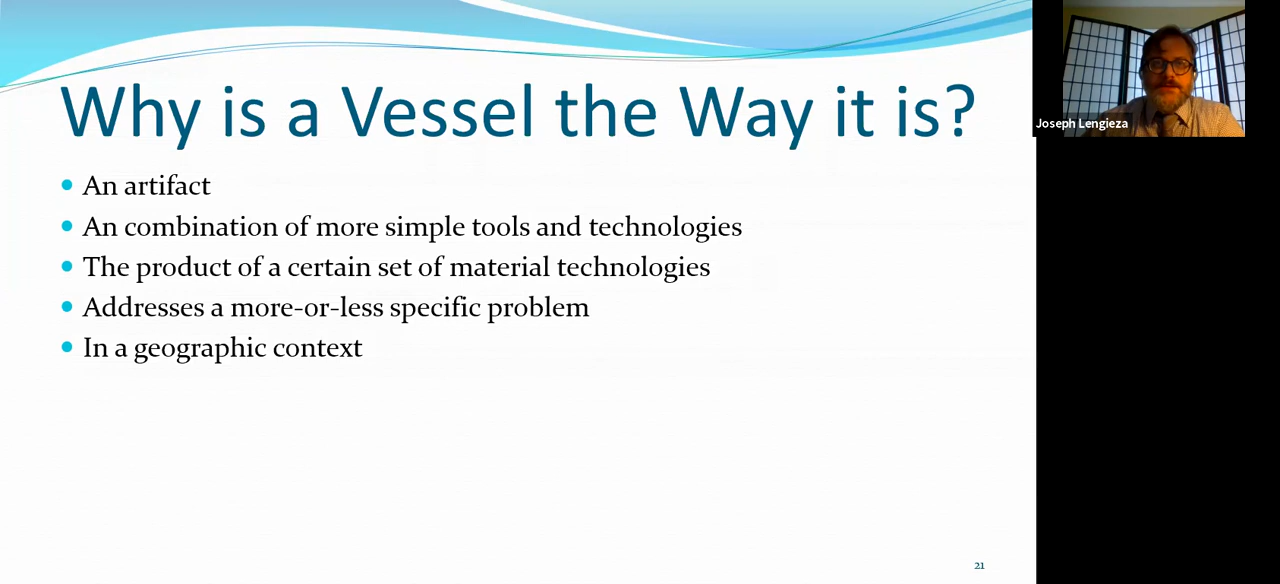 Why is a Vessel the Way it is?
An artifact
An combination of more simple tools and technologies
The product of a certain set of material technologies
Addresses a more-or-less specific problem
In a geographic context
21
Joseph Lengieza